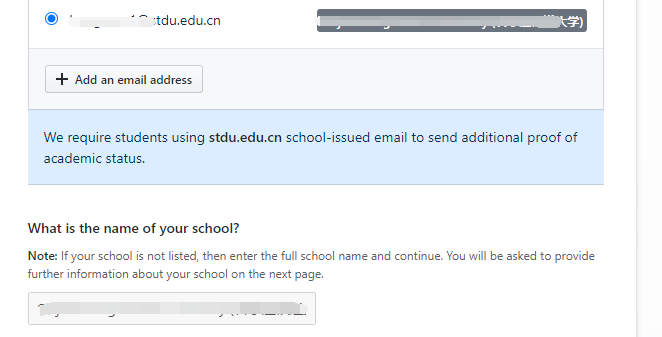 stdu.edu.cn
大学)
Add an email address
We require students using stdu.edu.cn school-issued email to send additional proof of
academic status.
What is the name of your school?
Note: If your school is not listed, then enter the full school name and continue. You will be asked to provide
further information about your school on the next page.